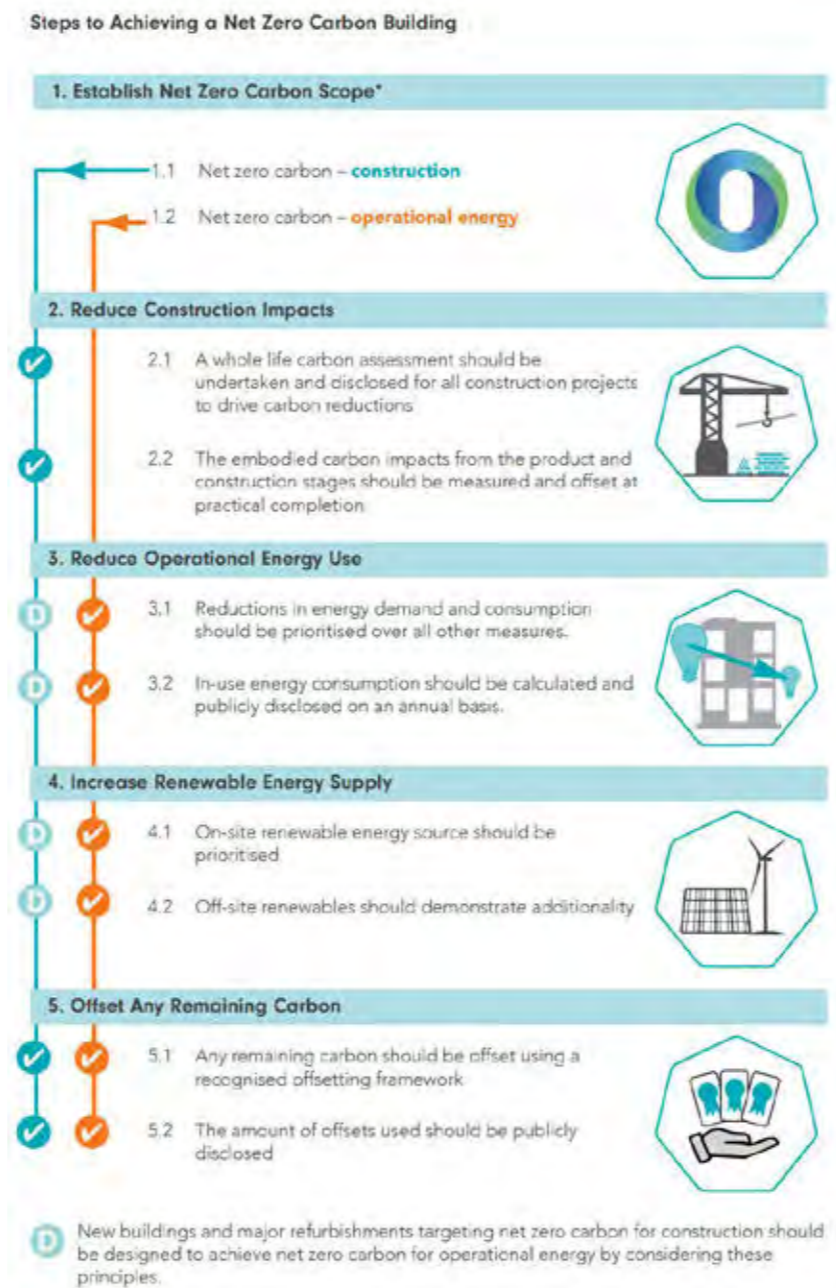 Steps to Achieving a Net Zero Carbon Building
1. Establish Net Zero Carbon Scope*
1.1 Net zero carbon – construction
1.2 Net zero carbon – operational energy
2. Reduce Construction Impacts
2.1 A whole life carbon assessment should be
undertaken and disclosed for all construction projects
to drive carbon reductions
2.2 The embodied carbon impacts from the product and
construction stages should be measured and offset at
practical completion
3. Reduce Operational Energy Use
D
3.1 Reductions in energy demand and consumption
should be prioritised over all other measures.
D
3.2 In-use energy consumption should be calculated and
publicly disclosed on an annual basis.
4. Increase Renewable Energy Supply
D
4.1 On-site renewable energy source should be
prioritised
D
4.2 Off-site renewables should demonstrate additionality
5. Offset Any Remaining Carbon
5.1 Any remaining carbon should be offset using a
recognised offsetting framework
5.2 The amount of offsets used should be publicly
disclosed
D
New buildings and major refurbishments targeting net zero carbon for construction should
be designed to achieve net zero carbon for operational energy by considering these
principles.